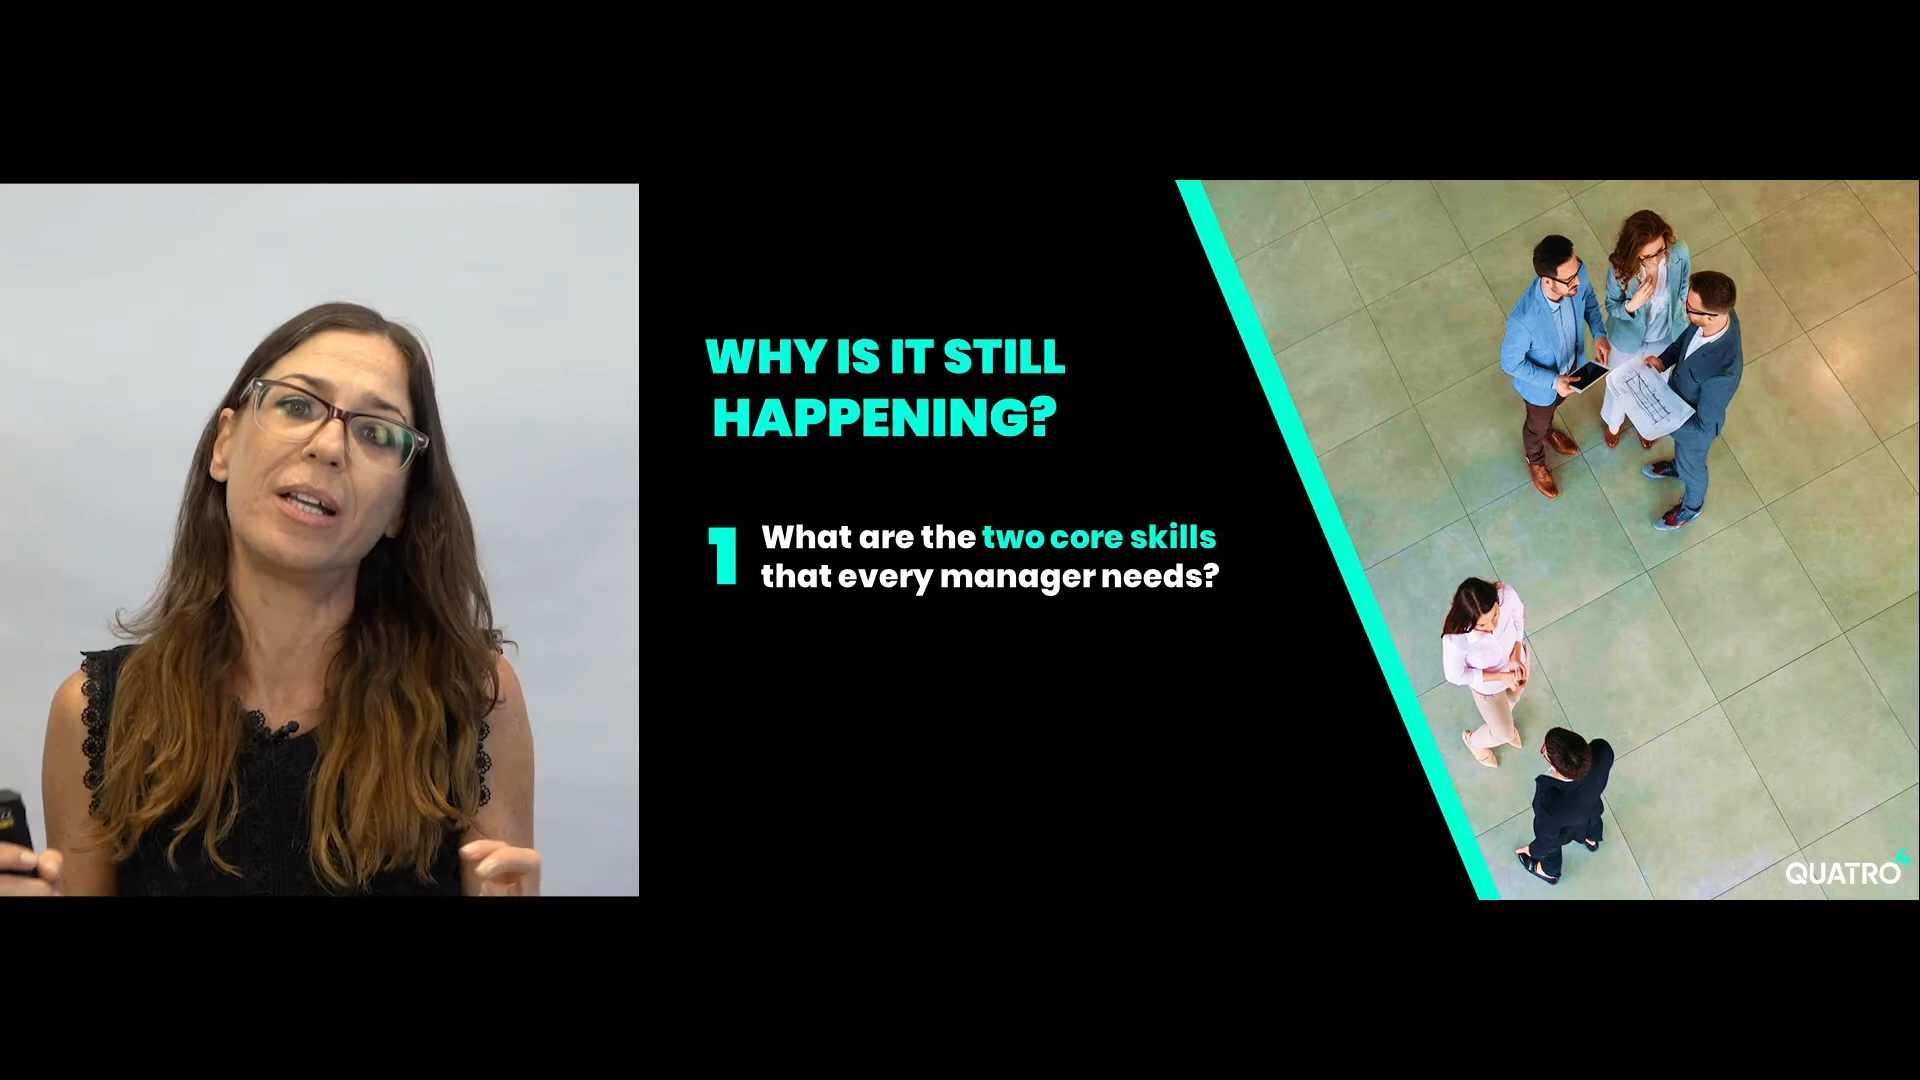 WHY IS IT STILL
HAPPENING?
1
What are the two core skills
that every manager needs?
QUATRO